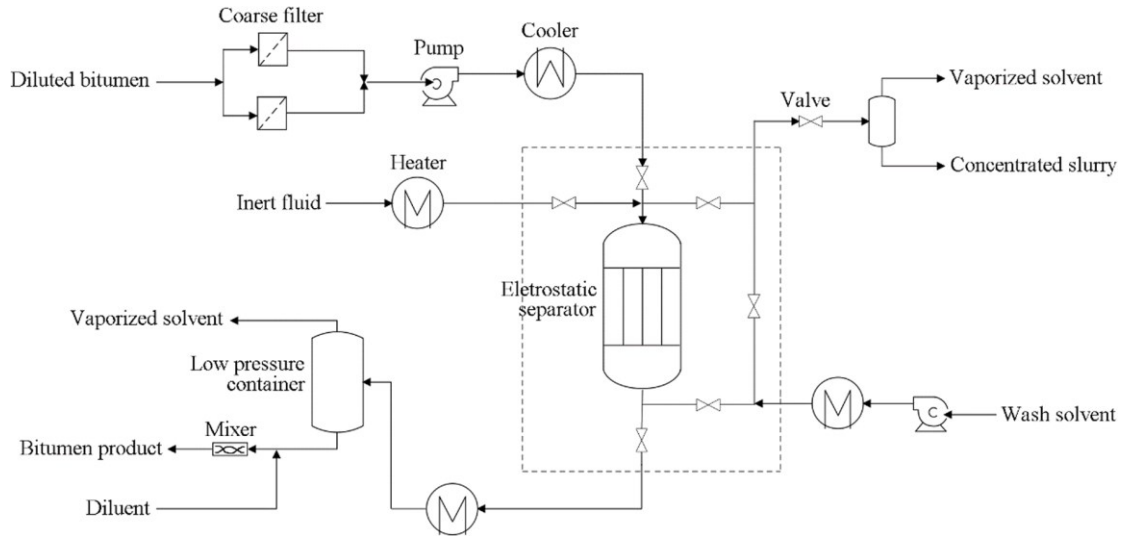 Coarse filter
Cooler
Pump
Diluted bitumen
Vaporized solvent
Valve
Heater
Concentrated slurry
Inert fluid
Eletrostatic
separator
Vaporized solvent
Low pressure
container
Wash solvent
Mixer
Bitumen product
Diluent